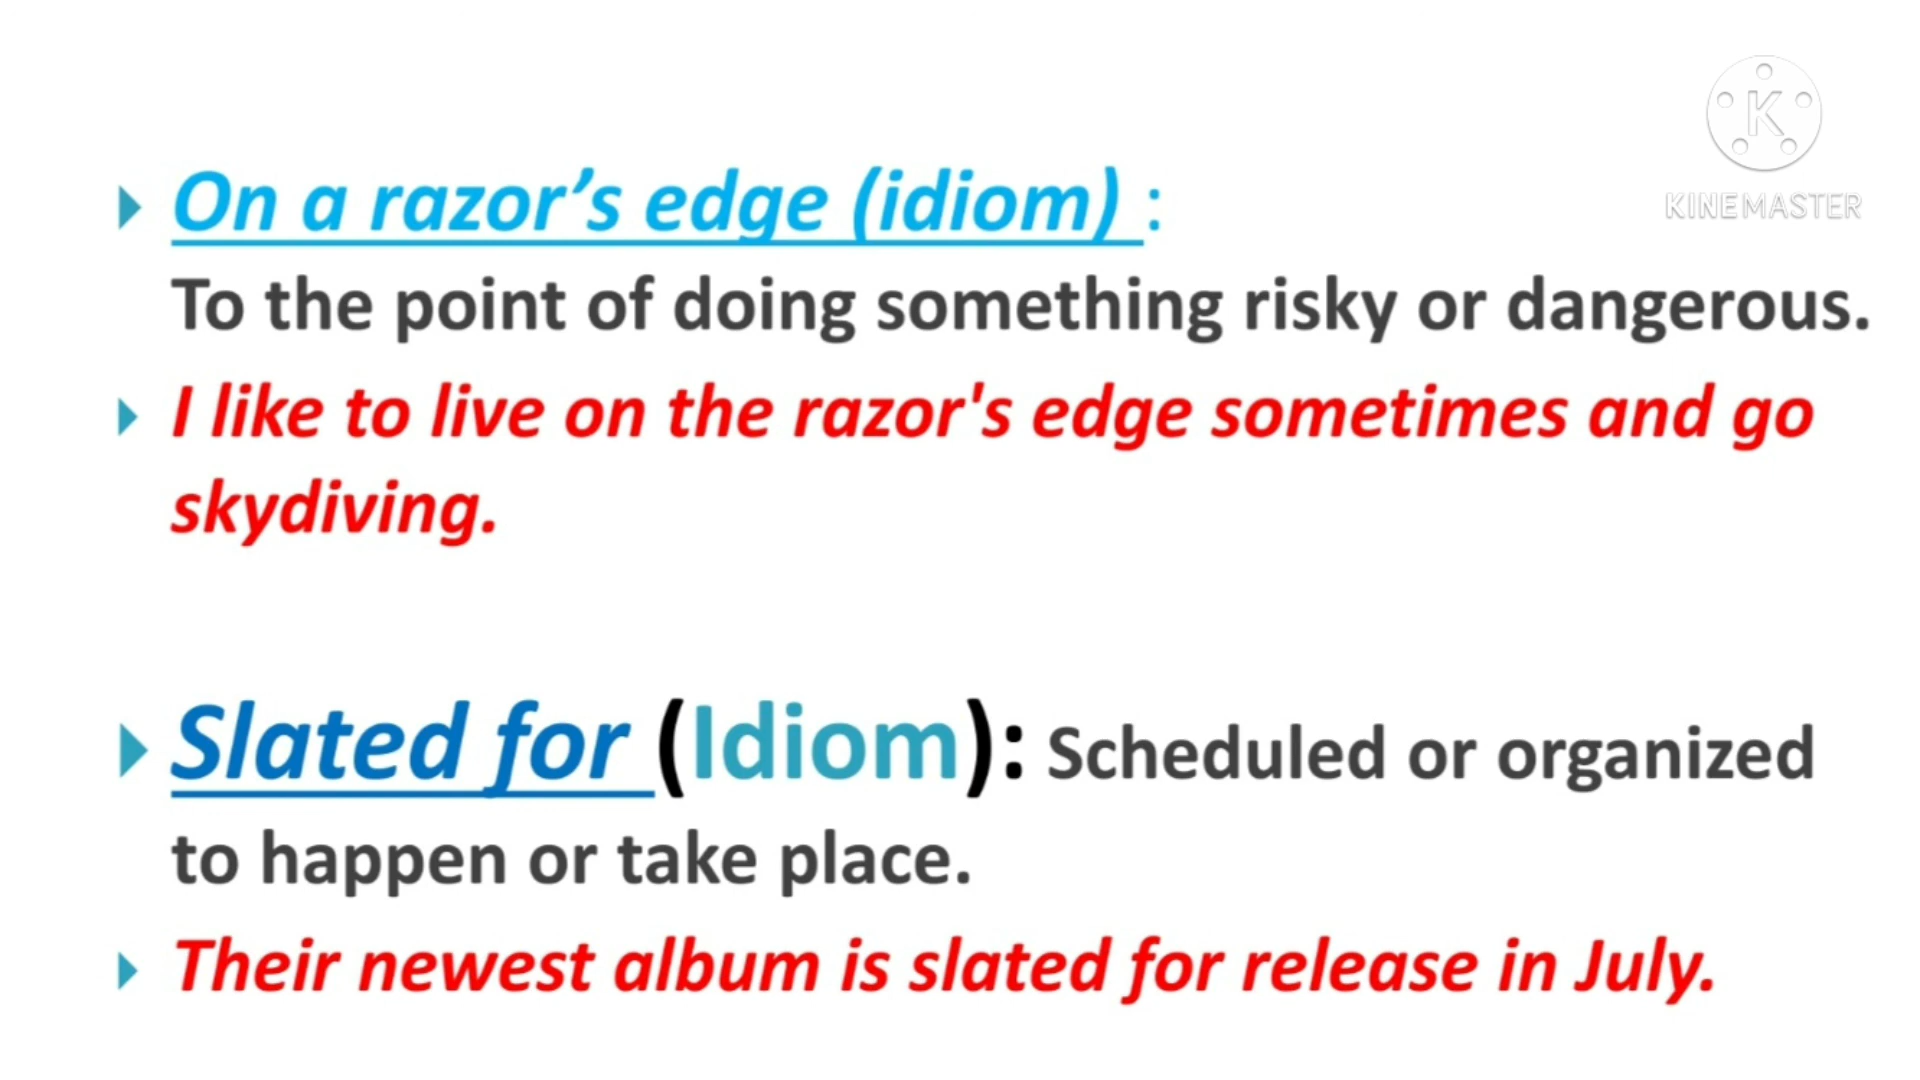 K
KINEMASTER
On a razor’s edge (idiom) :
To the point of doing something risky or dangerous.
I like to live on the razor's edge sometimes and go
skydiving.
Slated for (Idiom): Scheduled or organized
to happen or take place.
Their newest album is slated for release in July.